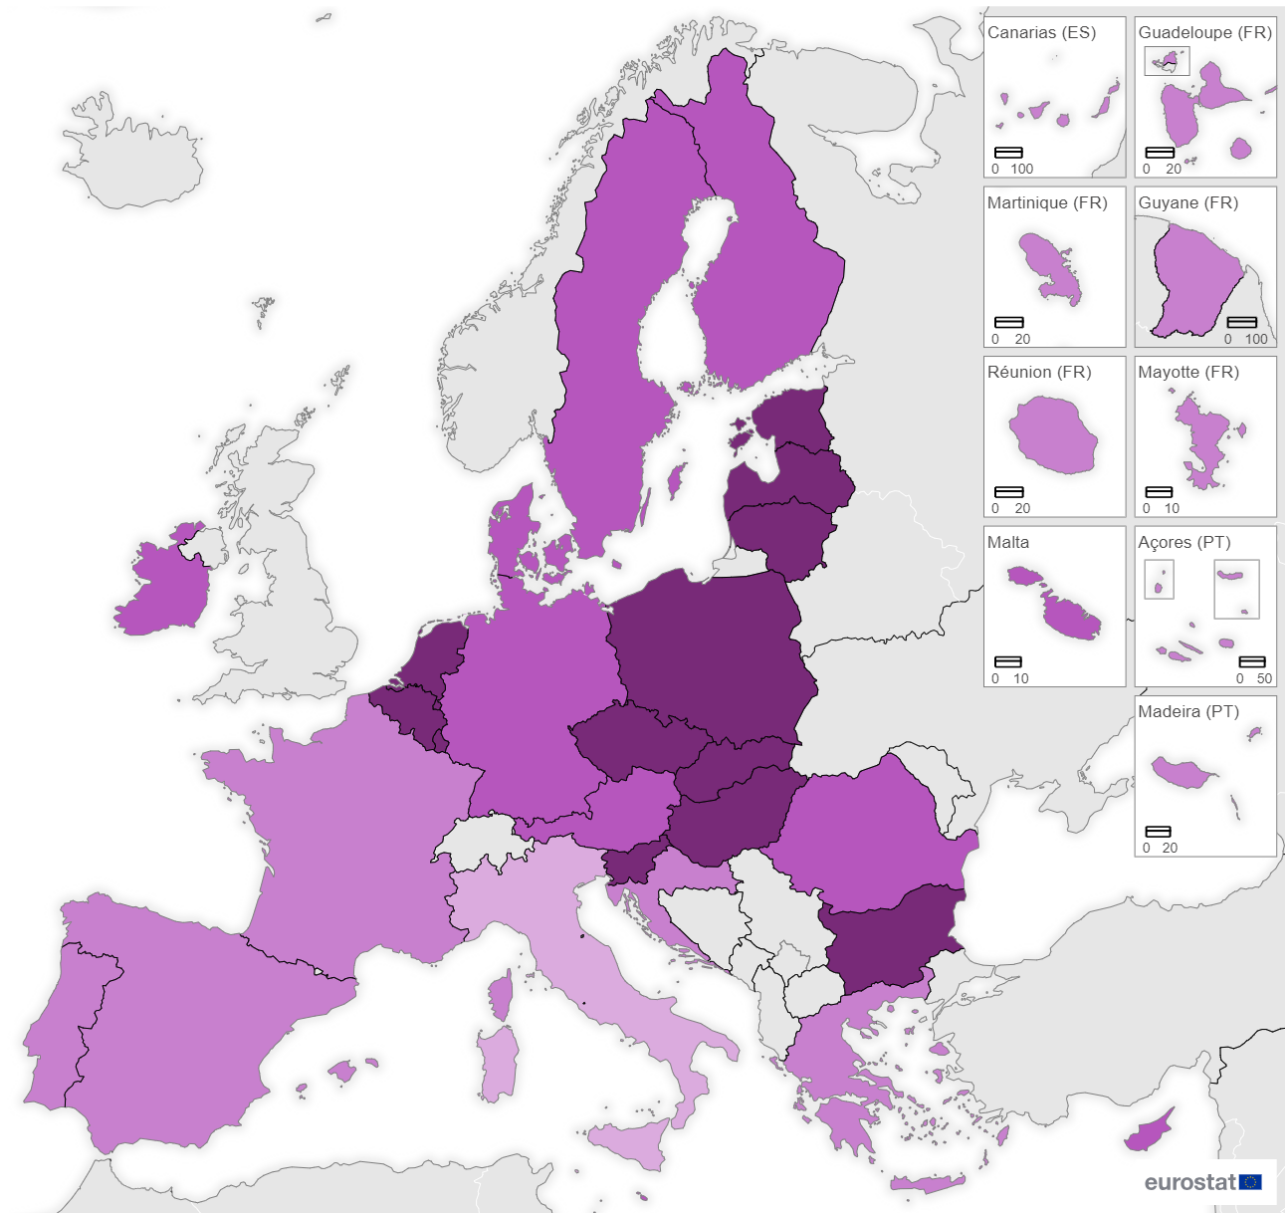 Canarias (ES)
0 100
Guadeloupe (FR)
0 20
Martinique (FR)
0 20
Guyane (FR)
0 100
Réunion (FR)
0 20
Mayotte (FR)
0 10
Malta
0 10
Açores (PT)
0 50
Madeira (PT)
0 20
eurostat